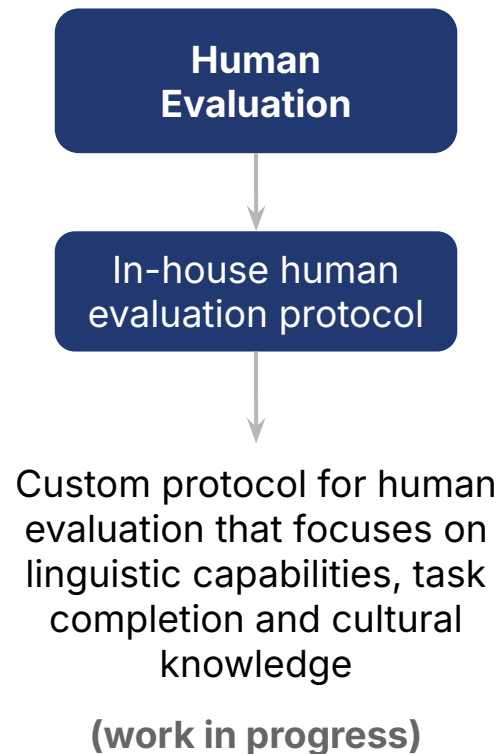 Human
Evaluation
In-house human
evaluation protocol
Custom protocol for human
evaluation that focuses on
linguistic capabilities, task
completion and cultural
knowledge
(work in progress)